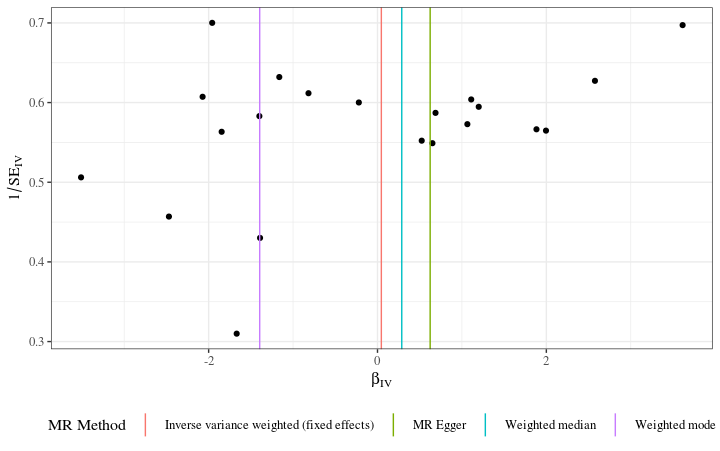 0.7
0.6
0.5
0.4
0.3
1/SE_IV
-2
0
2
β_IV
MR Method
Inverse variance weighted (fixed effects)
MR Egger
Weighted median
Weighted mode